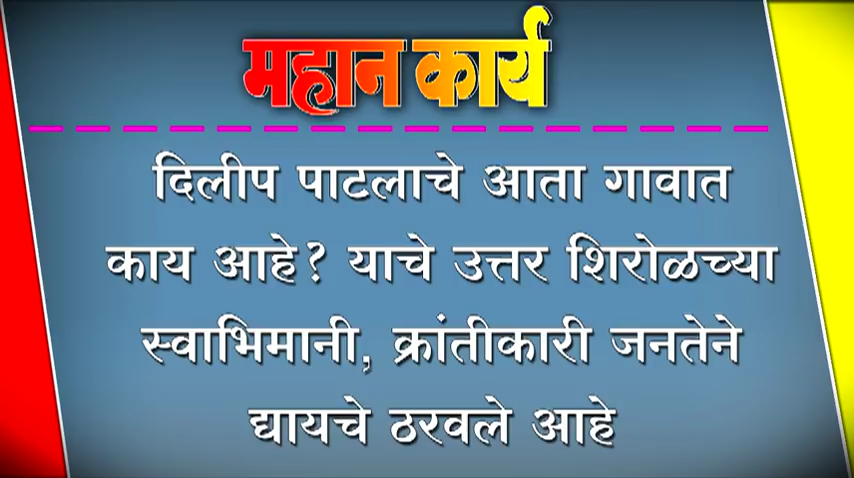 महान कार्य
दिलीप पाटलाचे आता गावात
काय आहे? याचे उत्तर शिरोळच्या
स्वाभिमानी, क्रांतीकारी जनतेने
द्यायचे ठरवले आहे